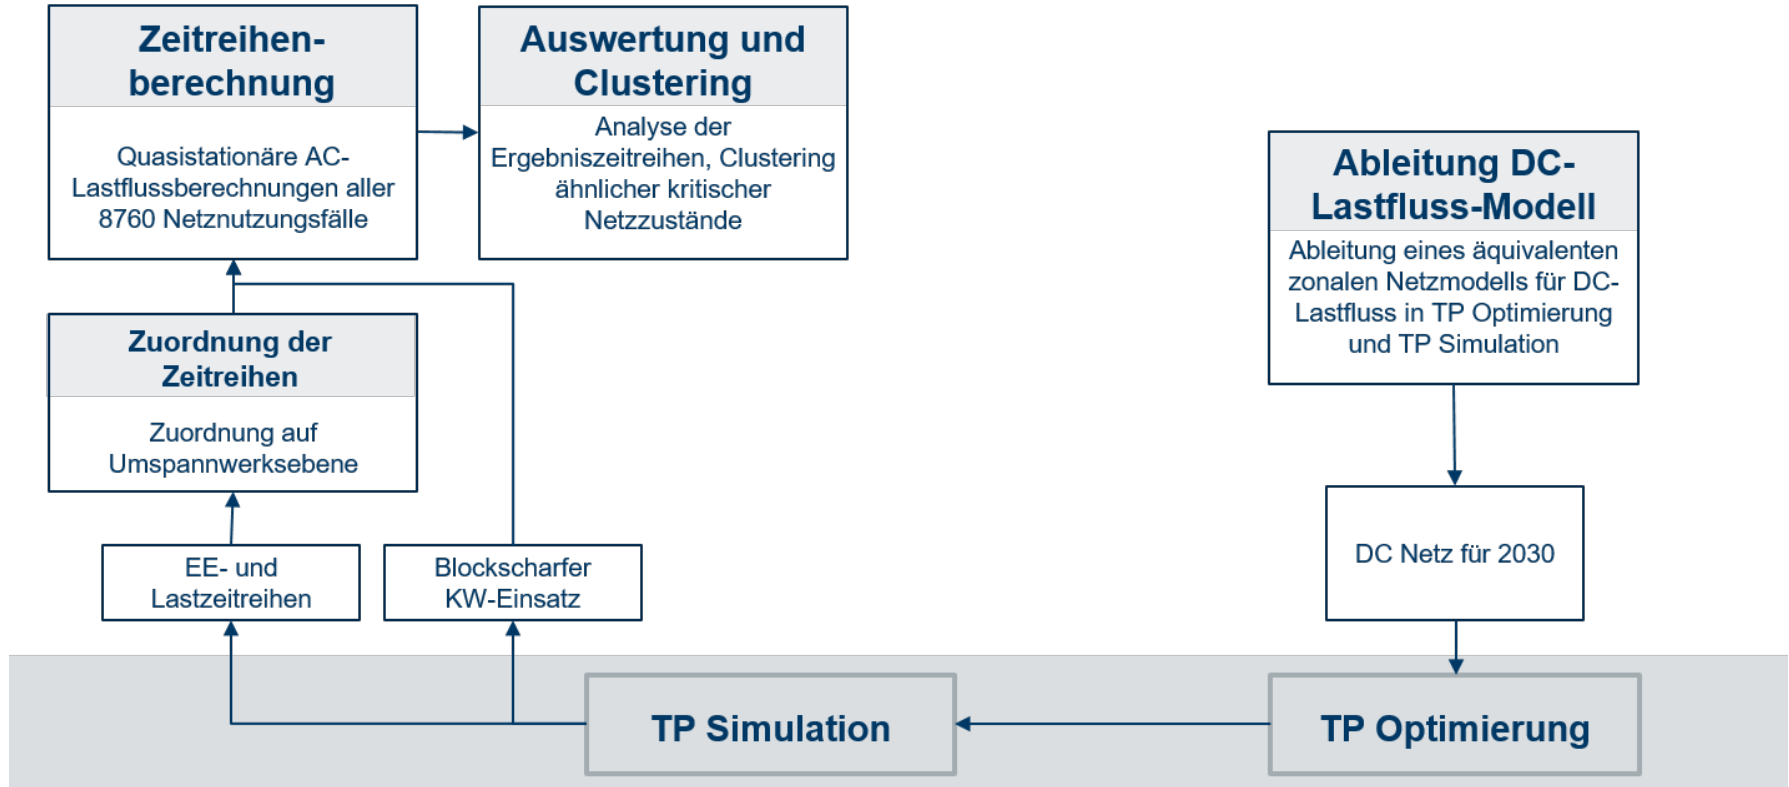 Zeitreihen-
berechnung
Quasistationäre AC-
Lastflussberechnungen aller
8760 Netznutzungsfälle
Auswertung und
Clustering
Analyse der
Ergebniszeitreihen, Clustering
ähnlicher kritischer
Netzzustände
Ableitung DC-
Lastfluss-Modell
Ableitung eines äquivalenten
zonalen Netzmodells für DC-
Lastfluss in TP Optimierung
und TP Simulation
Zuordnung der
Zeitreihen
Zuordnung auf
Umspannwerksebene
EE- und
Lastzeitreihen
Blockscharfer
KW-Einsatz
DC Netz für 2030
TP Simulation
TP Optimierung